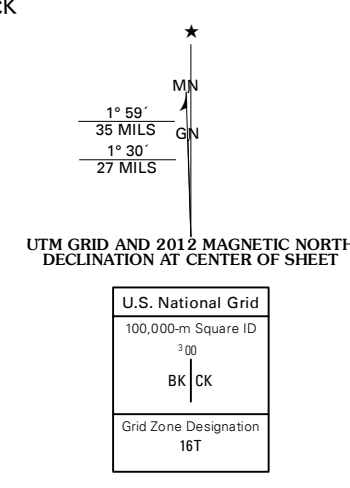 CK
★
MN
1° 59´
35 MILS
GN
1° 30´
27 MILS
UTM GRID AND 2012 MAGNETIC NORTH
DECLINATION AT CENTER OF SHEET
U.S. National Grid
100,000-m Square ID
³00
BK CK
Grid Zone Designation
16T